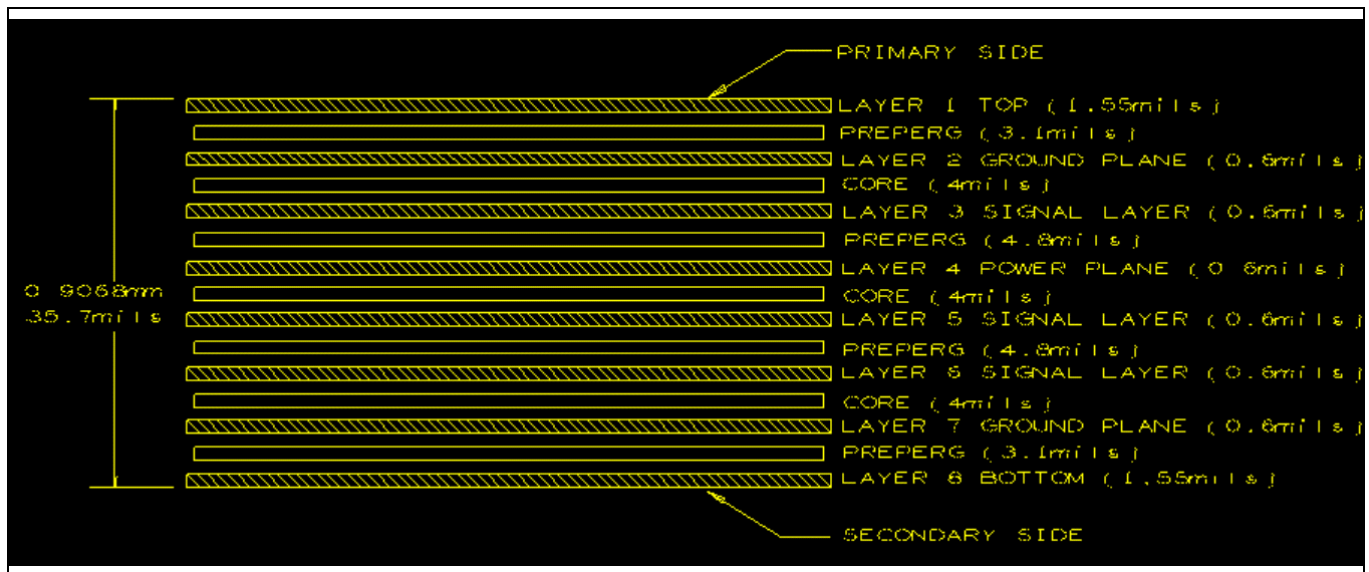 PRIMARY SIDE
LAYER 1 TOP (1.55mils)
PREPERG (3.1mils)
LAYER 2 GROUND PLANE (0.6mils)
CORE (4mils)
LAYER 3 SIGNAL LAYER (0.6mils)
PREPERG (4.8mils)
LAYER 4 POWER PLANE (0.6mils)
0.9068mm
CORE (4mils)
35.7mils
LAYER 5 SIGNAL LAYER (0.6mils)
PREPERG (4.8mils)
LAYER 6 SIGNAL LAYER (0.6mils)
CORE (4mils)
LAYER 7 GROUND PLANE (0.6mils)
PREPERG (3.1mils)
LAYER 8 BOTTOM (1.55mils)
SECONDARY SIDE